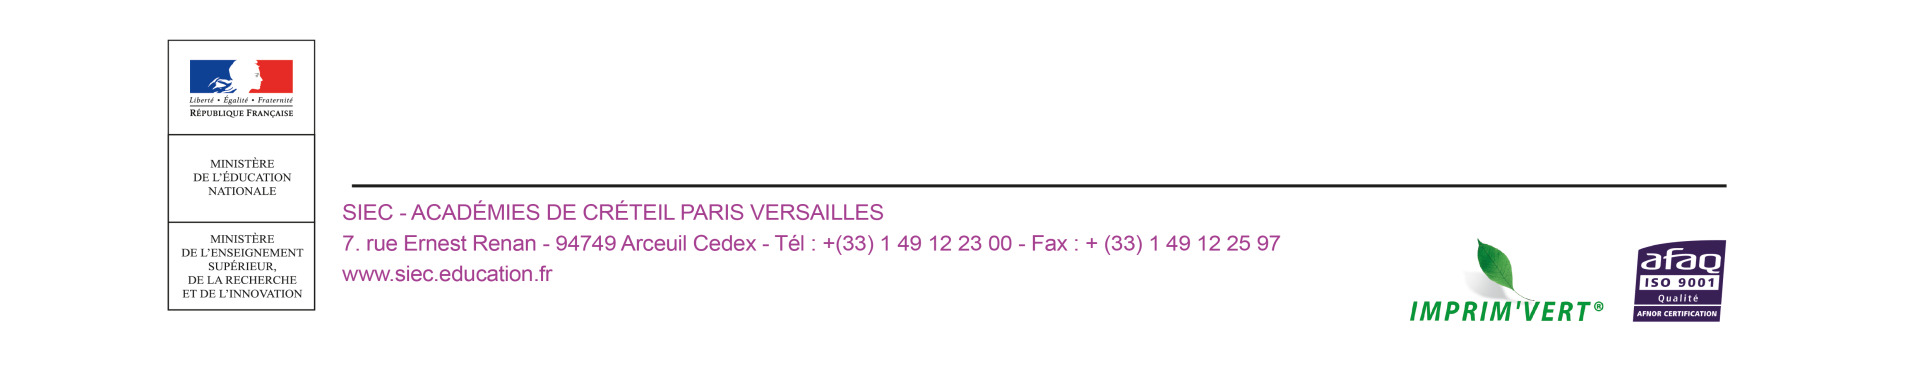 Liberté • Égalité • Fraternité
RÉPUBLIQUE FRANÇAISE
MINISTÈRE
DE L'ÉDUCATION
NATIONALE
MINISTÈRE
DE L'ENSEIGNEMENT
SUPÉRIEUR,
DE LA RECHERCHE
ET DE L'INNOVATION
SIEC - ACADÉMIES DE CRÉTEIL PARIS VERSAILLES
7. rue Ernest Renan - 94749 Arceuil Cedex - Tél : +(33) 1 49 12 23 00 - Fax : + (33) 1 49 12 25 97
www.siec.education.fr
IMPRIM'VERT®
afaq
ISO 9001
Qualité
AFNOR CERTIFICATION